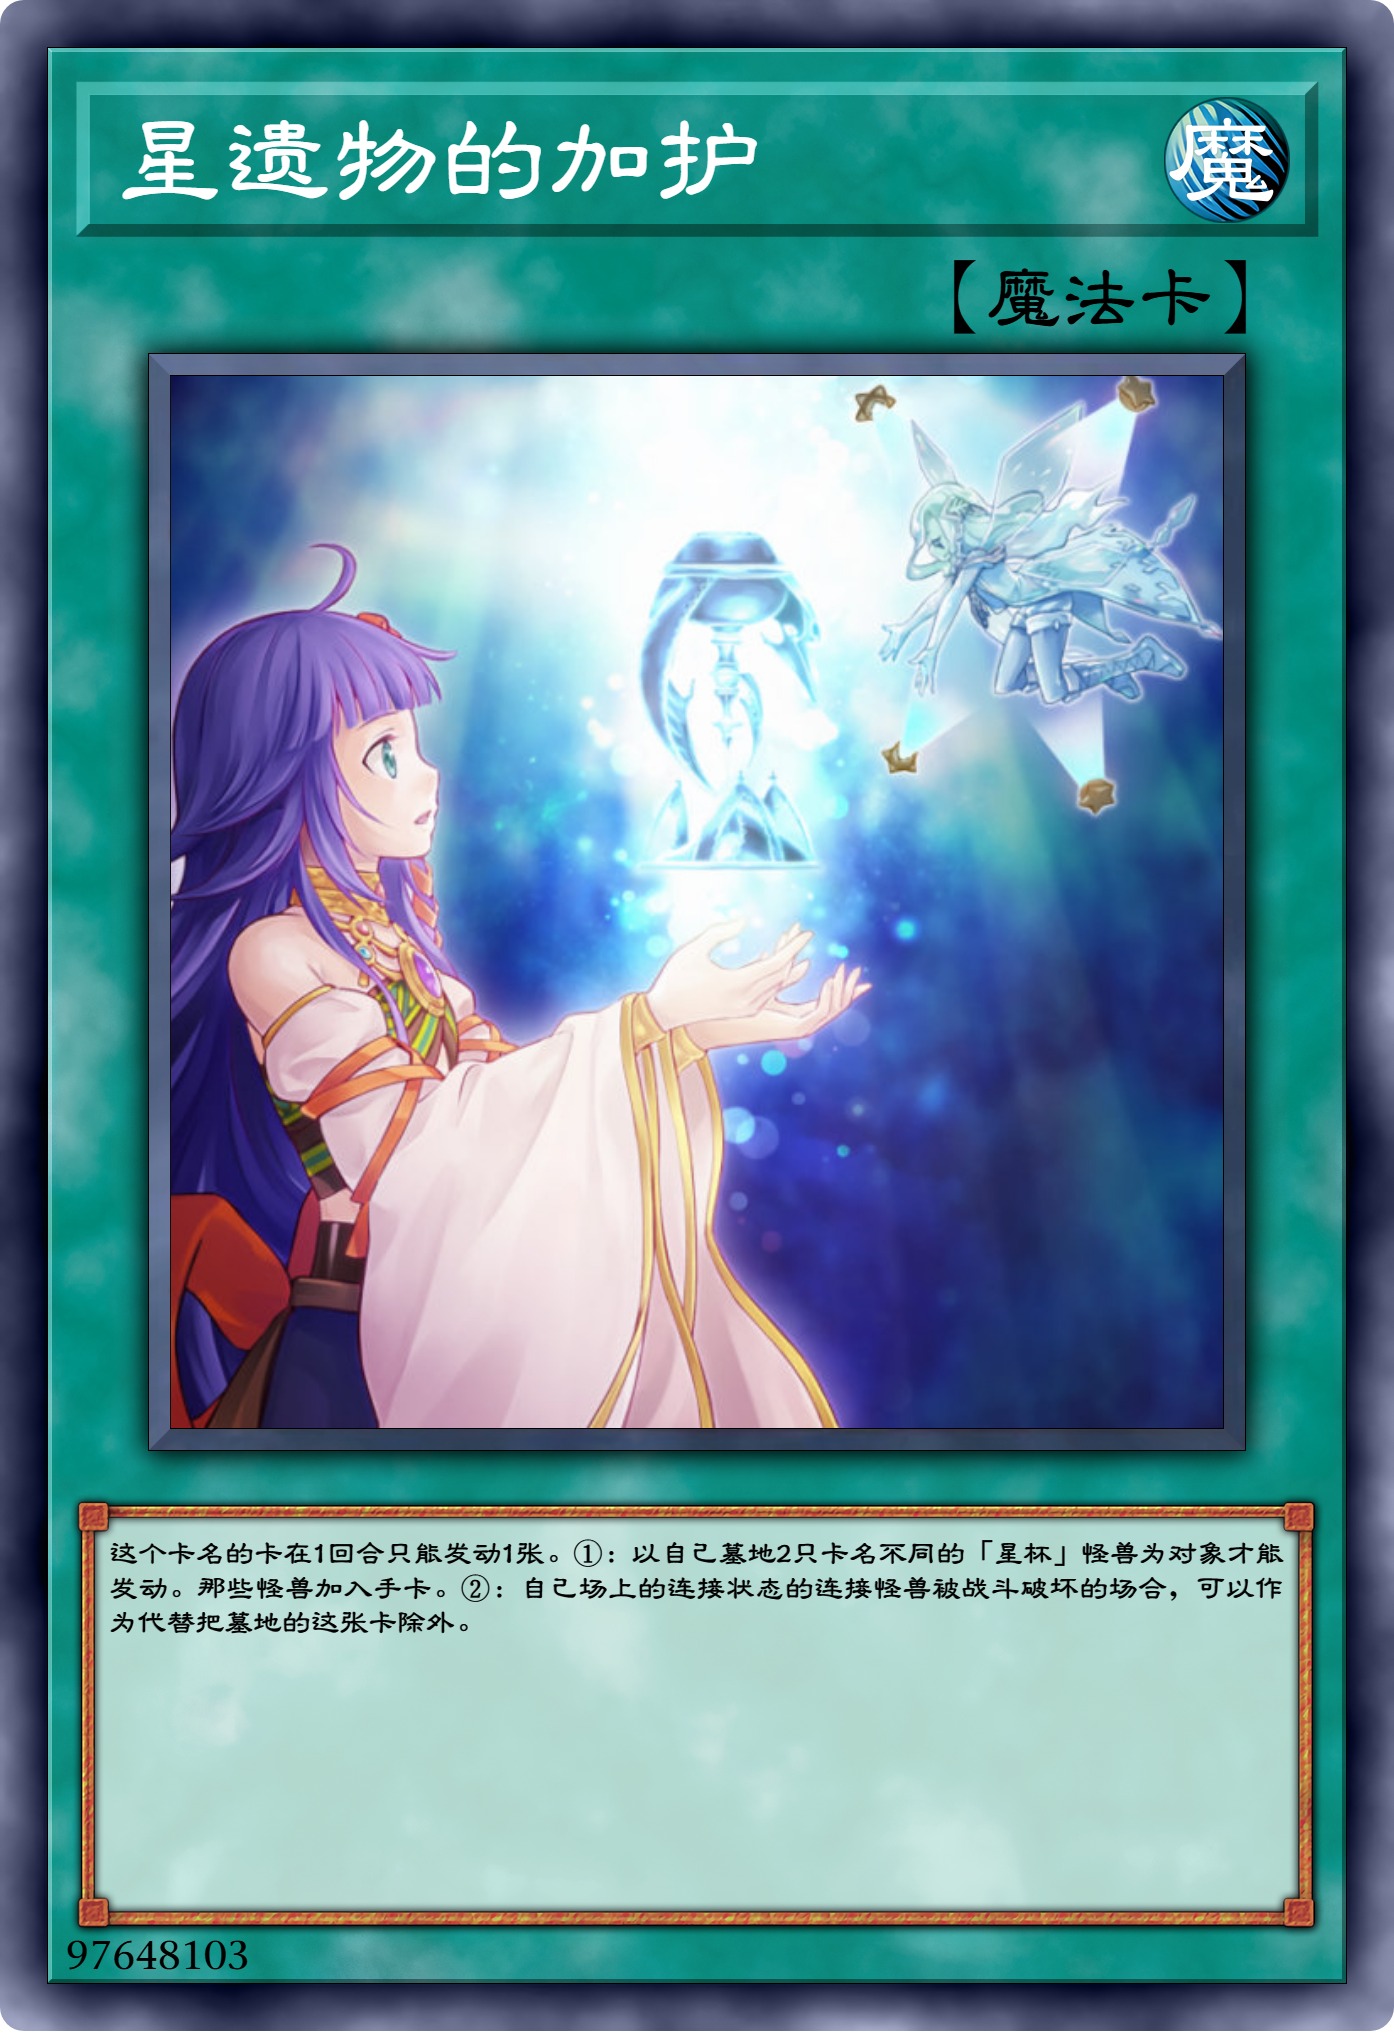 星遗物的加护
魔
【魔法卡】
这个卡名的卡在1回合只能发动1张。①：以自己墓地2只卡名不同的「星杯」怪兽为对象才能
发动。那些怪兽加入手卡。②：自己场上的连接状态的连接怪兽被战斗破坏的场合，可以作
为代替把墓地的这张卡除外。
97648103